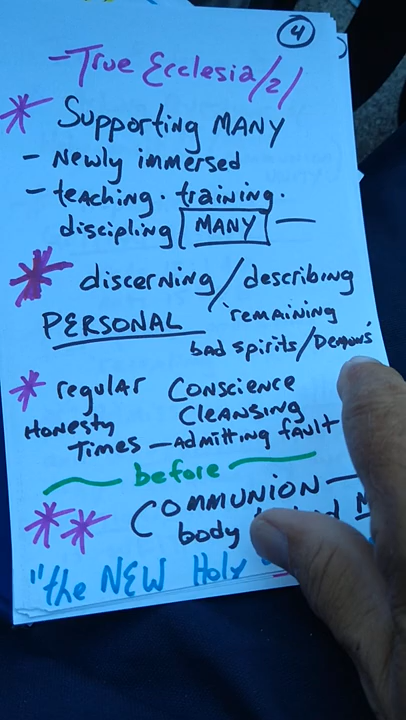 4
- True Ecclesia/2/
* Supporting MANY
- Newly immersed
- teaching. training.
discipling MANY —
* discerning/describing
PERSONAL 'remaining
bad spirits/Demons'
* regular Conscience
Honesty CLEANSING
Times - Admitting fault
~ before ~
** COMMUNION -
body
"the NEW Holy